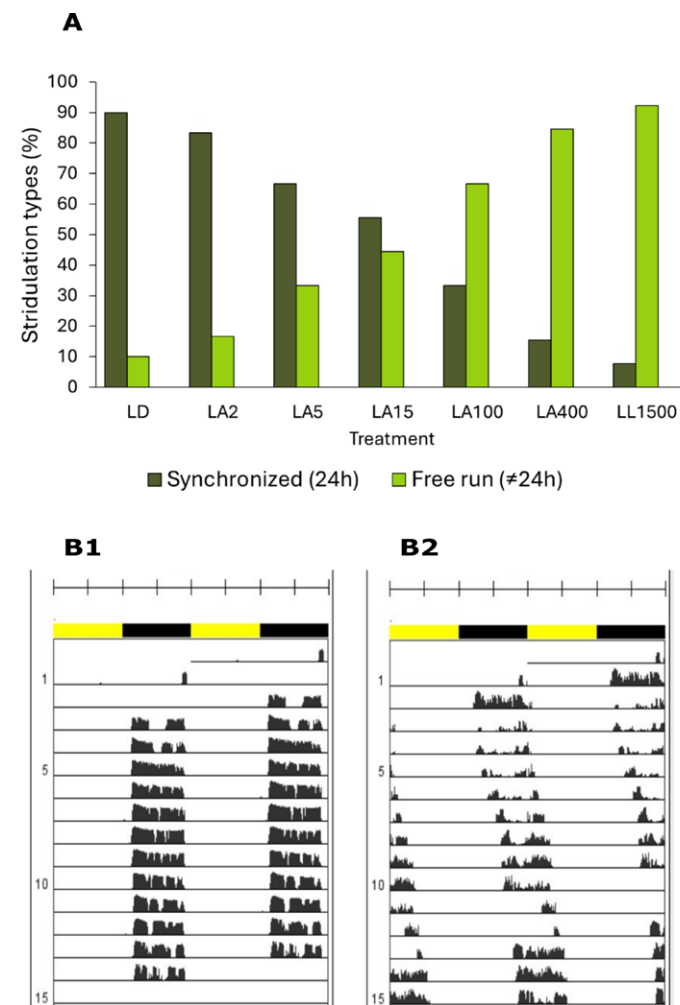 A
Stridulation types (%)
100
90
80
70
60
50
40
30
20
10
0
LD LA2 LA5 LA15 LA100 LA400 LL1500
Treatment
Synchronized (24h) Free run (≠24h)
B1 B2
1 1
5 5
10 10
15 15